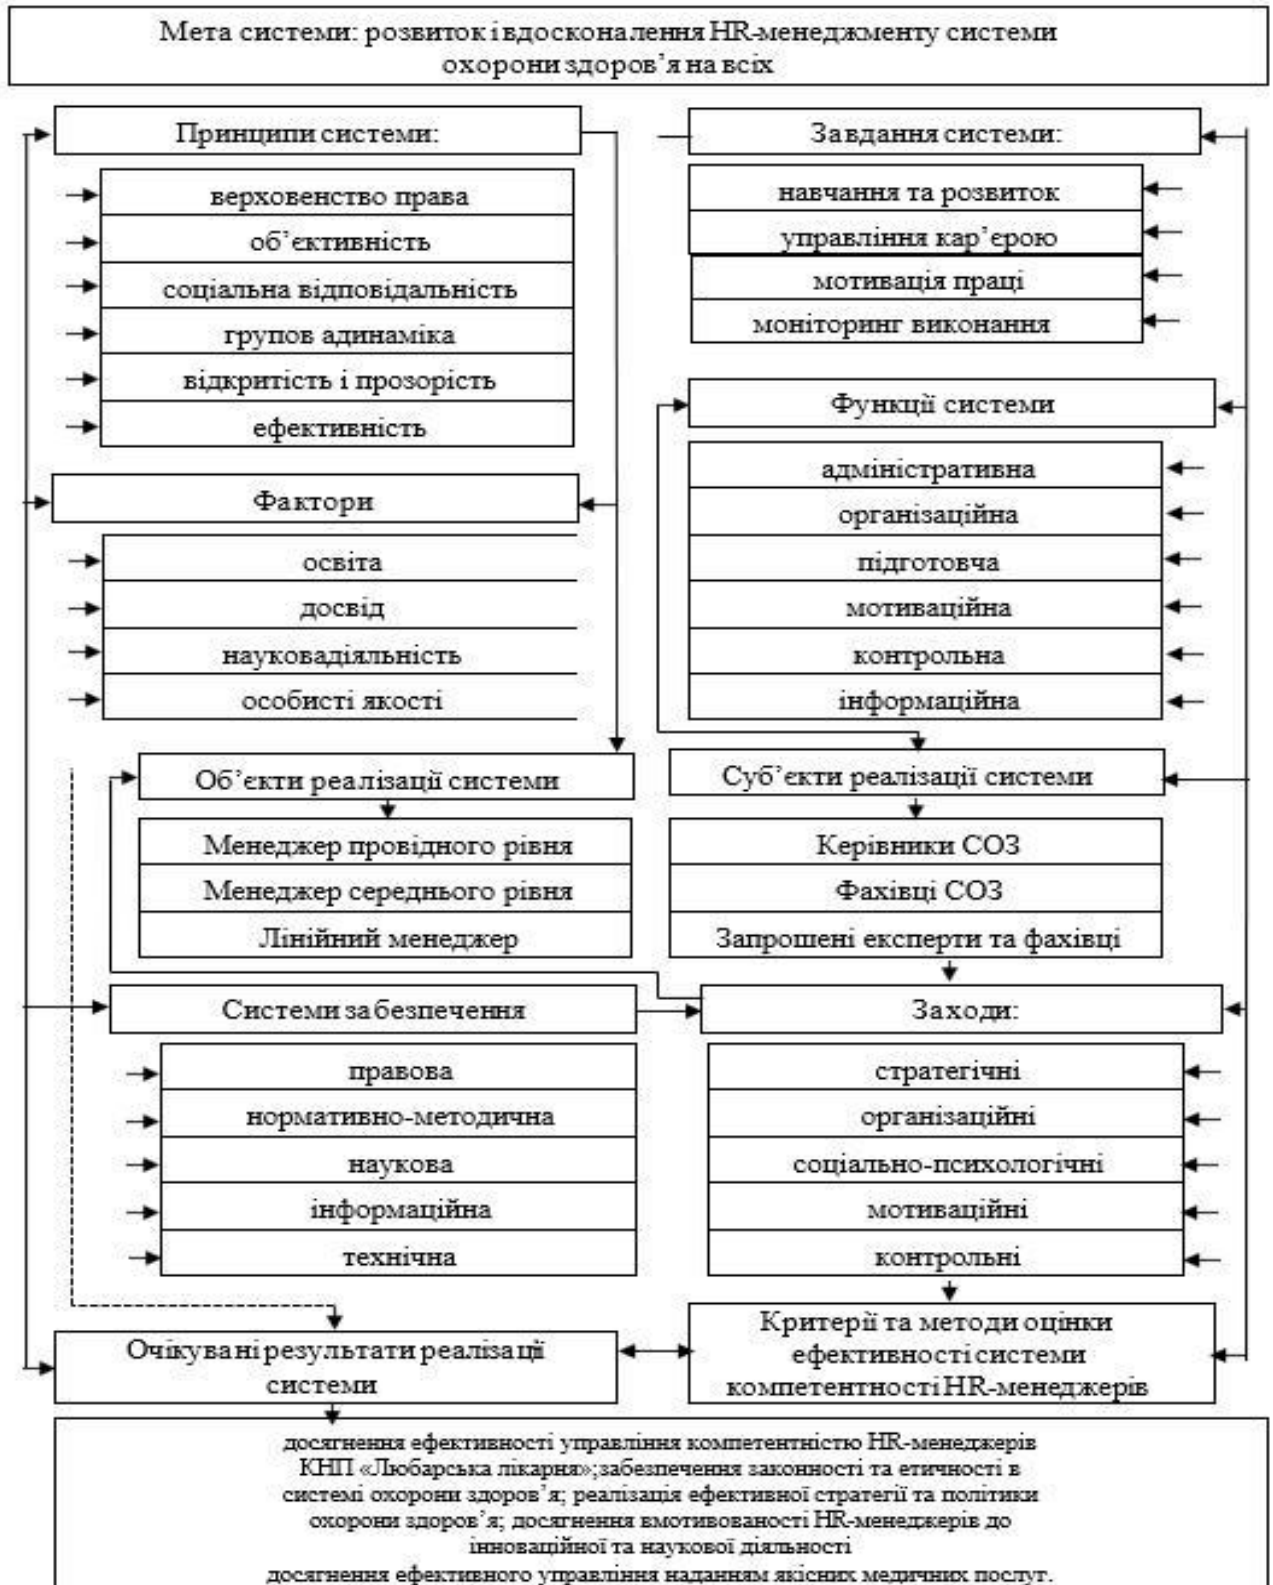 Мета системи: розвиток і вдосконалення HR-менеджменту системи
охорони здоров’я на всіх
Принципи системи:
верховенство права
об’єктивність
соціальна відповідальність
групов адинаміка
відкритість і прозорість
ефективність
Фактори
освіта
досвід
науковадіяльність
особисті якості
Завдання системи:
навчання та розвиток
управління кар’єрою
мотивація праці
моніторинг виконання
Функції системи
адміністративна
організаційна
підготовча
мотиваційна
контрольна
інформаційна
Об’єкти реалізації системи
Менеджер провідного рівня
Менеджер середнього рівня
Лінійний менеджер
Суб’єкти реалізації системи
Керівники СОЗ
Фахівці СОЗ
Запрошені експерти та фахівці
Системи забезпечення
правова
нормативно-методична
наукова
інформаційна
технічна
Заходи:
стратегічні
організаційні
соціально-психологічні
мотиваційні
контрольні
Очікувані результати реалізації
системи
Критерії та методи оцінки
ефективності системи
компетентності HR-менеджерів
досягнення ефективності управління компетентністю HR-менеджерів
КНП «Любарська лікарня»;забезпечення законності та етичності в
системі охорони здоров’я; реалізація ефективної стратегії та політики
охорони здоров’я; досягнення вмотивованості HR-менеджерів до
інноваційної та наукової діяльності
досягнення ефективного управління наданням якісних медичних послуг.